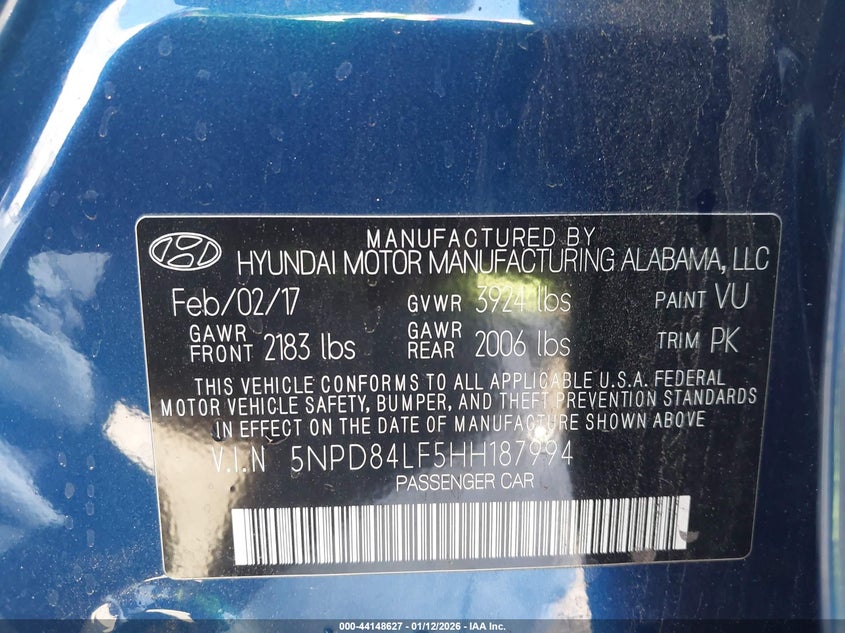 MANUFACTURED BY
HYUNDAI MOTOR MANUFACTURING ALABAMA, LLC
Feb/02/17 GVWR 3924 lbs PAINT VU
GAWR FRONT 2183 lbs GAWR REAR 2006 lbs TRIM PK
THIS VEHICLE CONFORMS TO ALL APPLICABLE U.S.A. FEDERAL
MOTOR VEHICLE SAFETY, BUMPER, AND THEFT PREVENTION STANDARDS
IN EFFECT ON THE DATE OF MANUFACTURE SHOWN ABOVE
V.I.N 5NPD84LF5HH187994
PASSENGER CAR
000-44148627 - 01/12/2026 - IAA Inc.